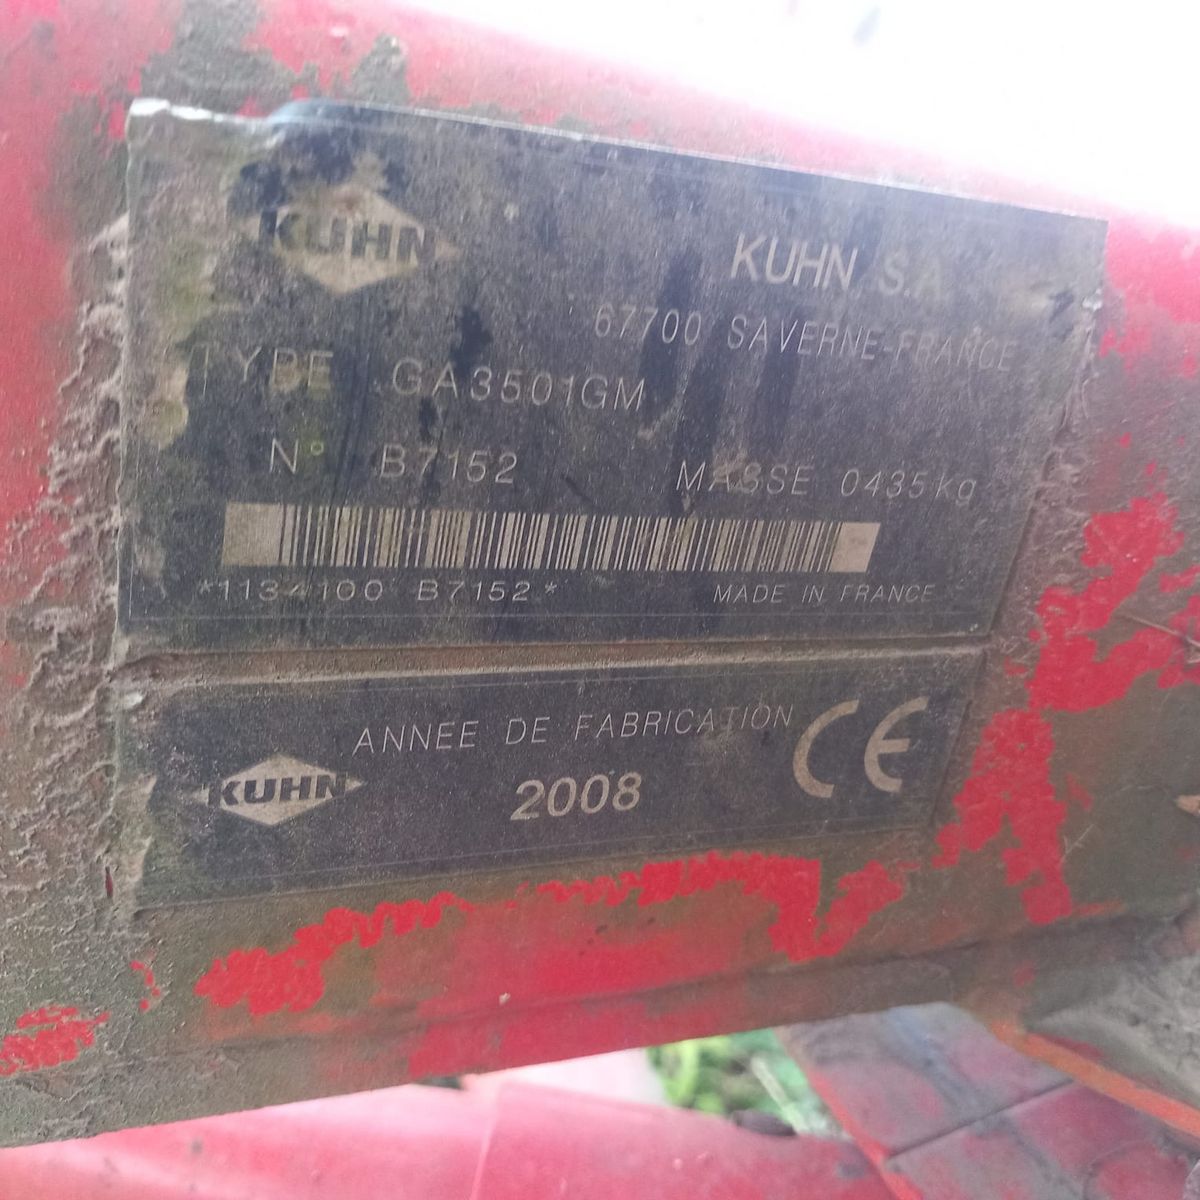 KUHN
KUHN S.A
67700 SAVERNE-FRANCE
TYPE GA3501GM
N° B7152 MASSE 0435kg
*1134100 B7152* MADE IN FRANCE
ANNEE DE FABRICATION CE
KUHN 2008